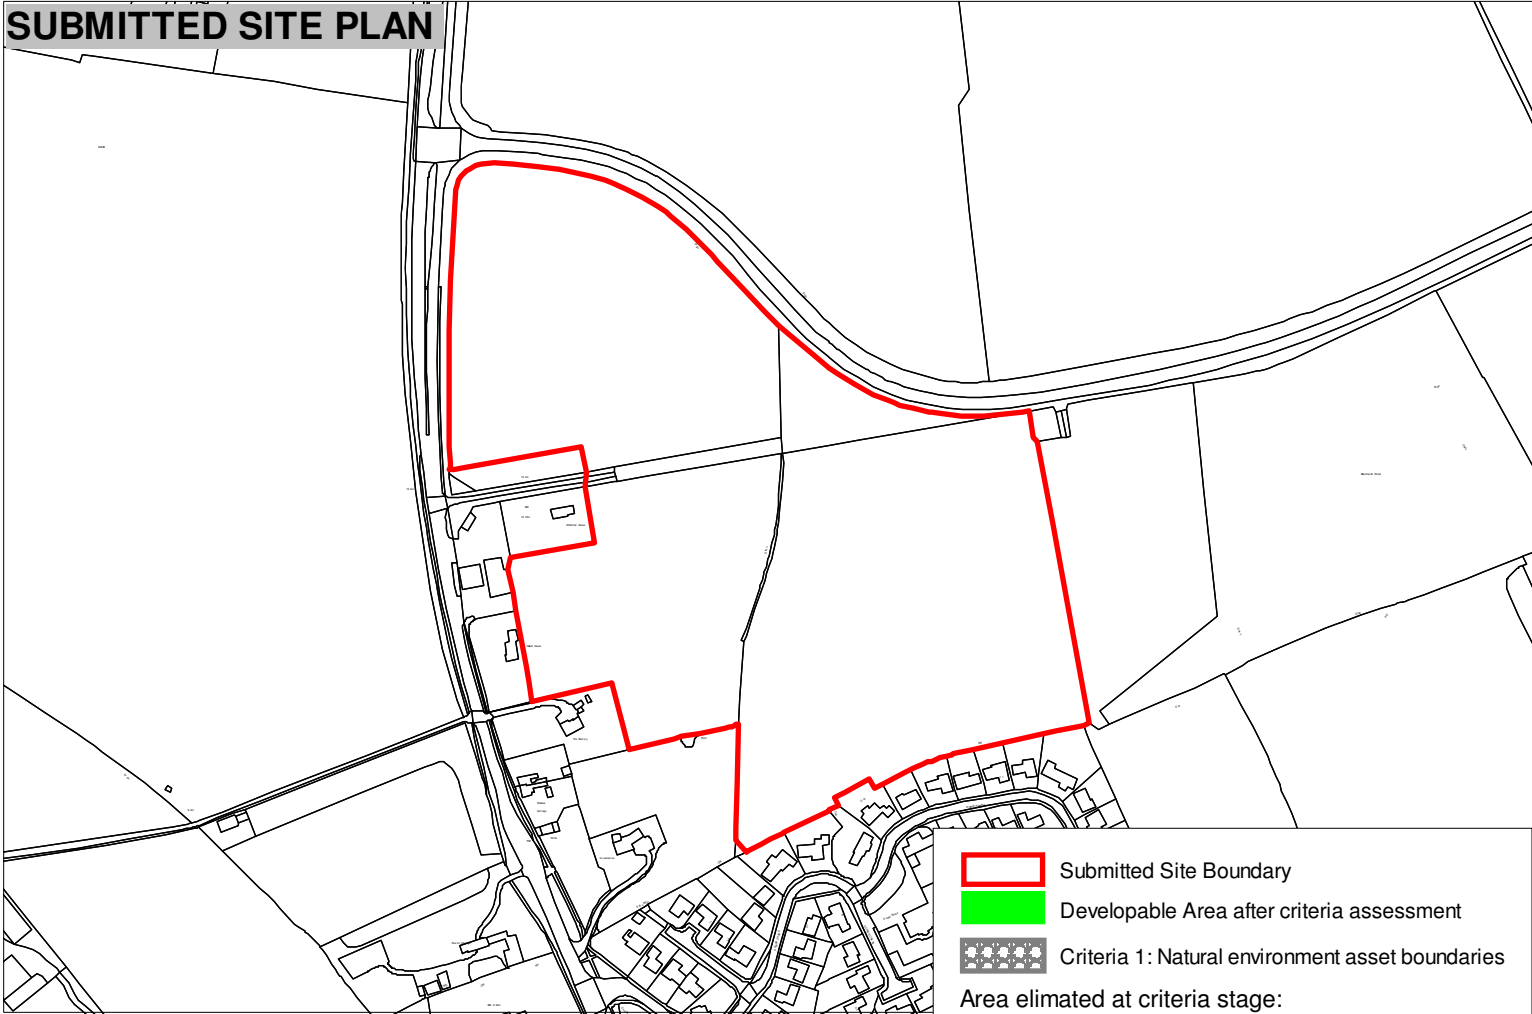 SUBMITTED SITE PLAN
Submitted Site Boundary
Developable Area after criteria assessment
Criteria 1: Natural environment asset boundaries
Area elimated at criteria stage: